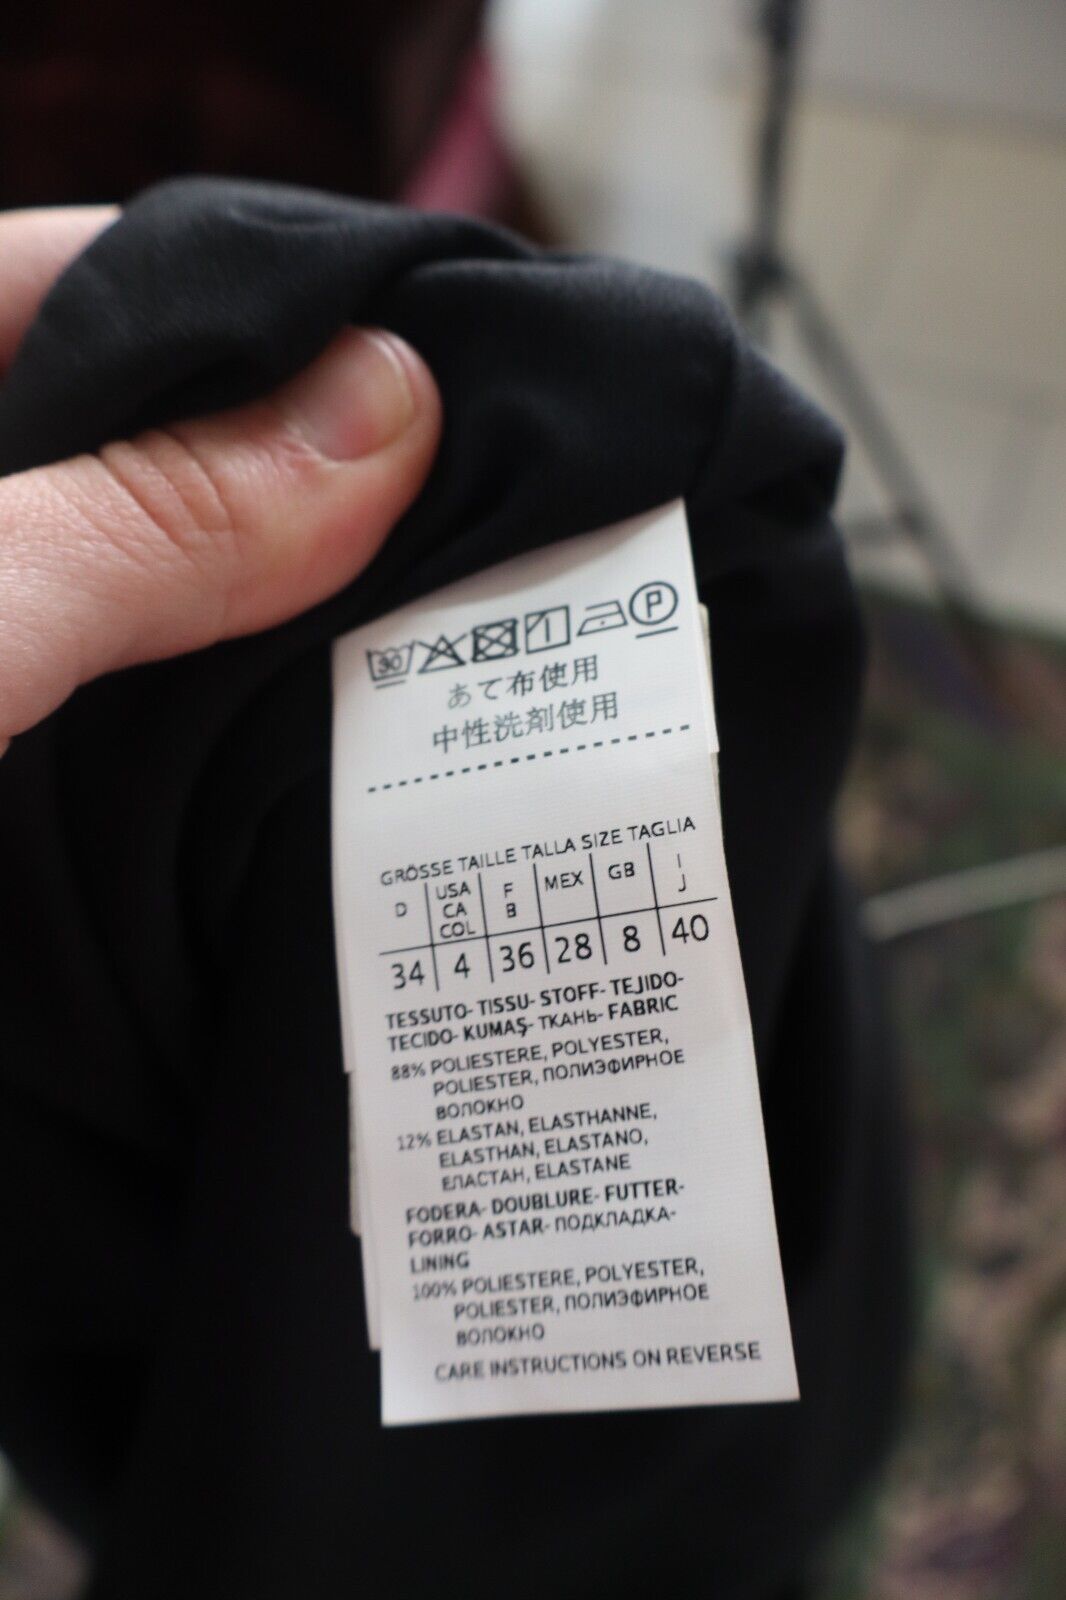 30 P
あて布使用
中性洗剤使用
GRÖSSE TAILLE TALLA SIZE TAGLIA
D USA CA COL F B MEX GB I J
34 4 36 28 8 40
TESSUTO- TISSU- STOFF- TEJIDO-
TECIDO- KUMAŞ- ТКАНЬ- FABRIC
88% POLIESTERE, POLYESTER,
POLIESTER, ПОЛИЭФИРНОЕ
ВОЛОКНО
12% ELASTAN, ELASTHANNE,
ELASTHAN, ELASTANO,
ЕЛАСТАН, ELASTANE
FODERA- DOUBLURE- FUTTER-
FORRO- ASTAR- ПОДКЛАДКА-
LINING
100% POLIESTERE, POLYESTER,
POLIESTER, ПОЛИЭФИРНОЕ
ВОЛОКНО
CARE INSTRUCTIONS ON REVERSE